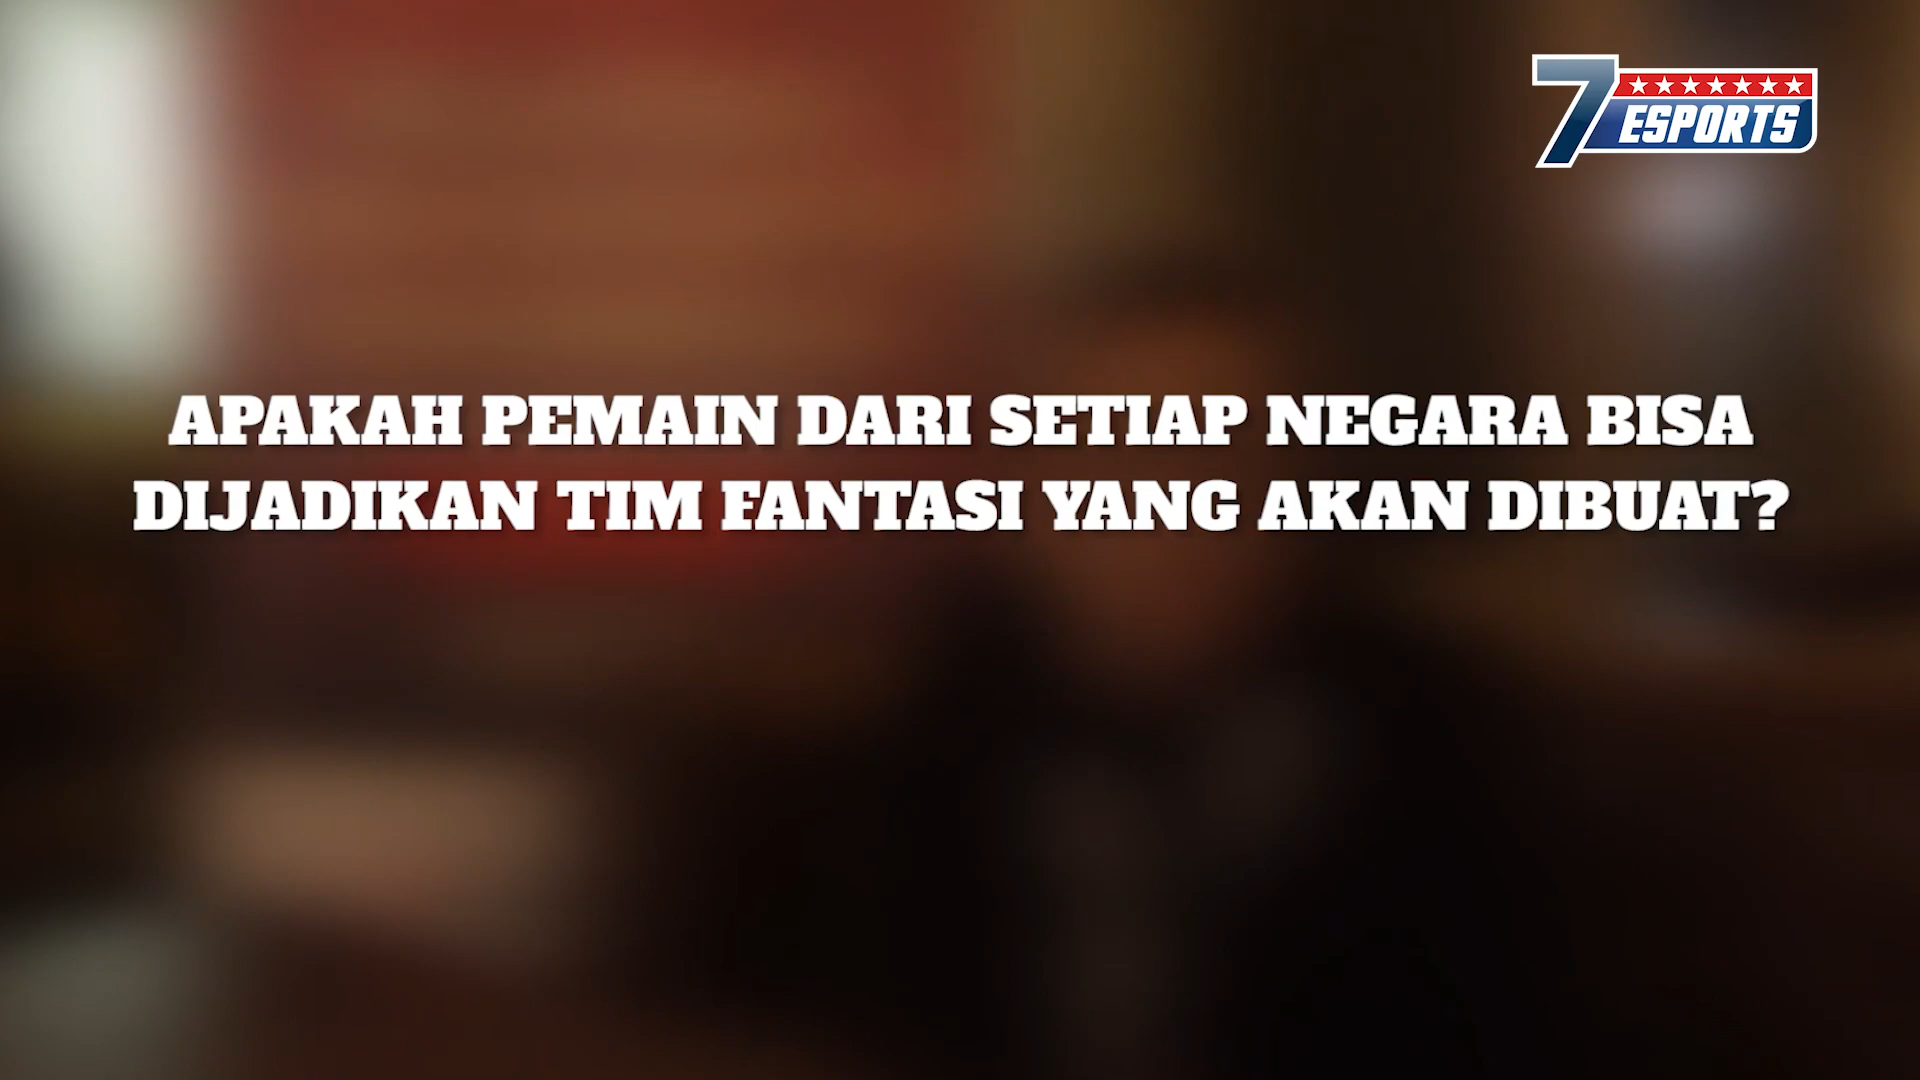 7 ESPORTS
APAKAH PEMAIN DARI SETIAP NEGARA BISA
DIJADIKAN TIM FANTASI YANG AKAN DIBUAT?